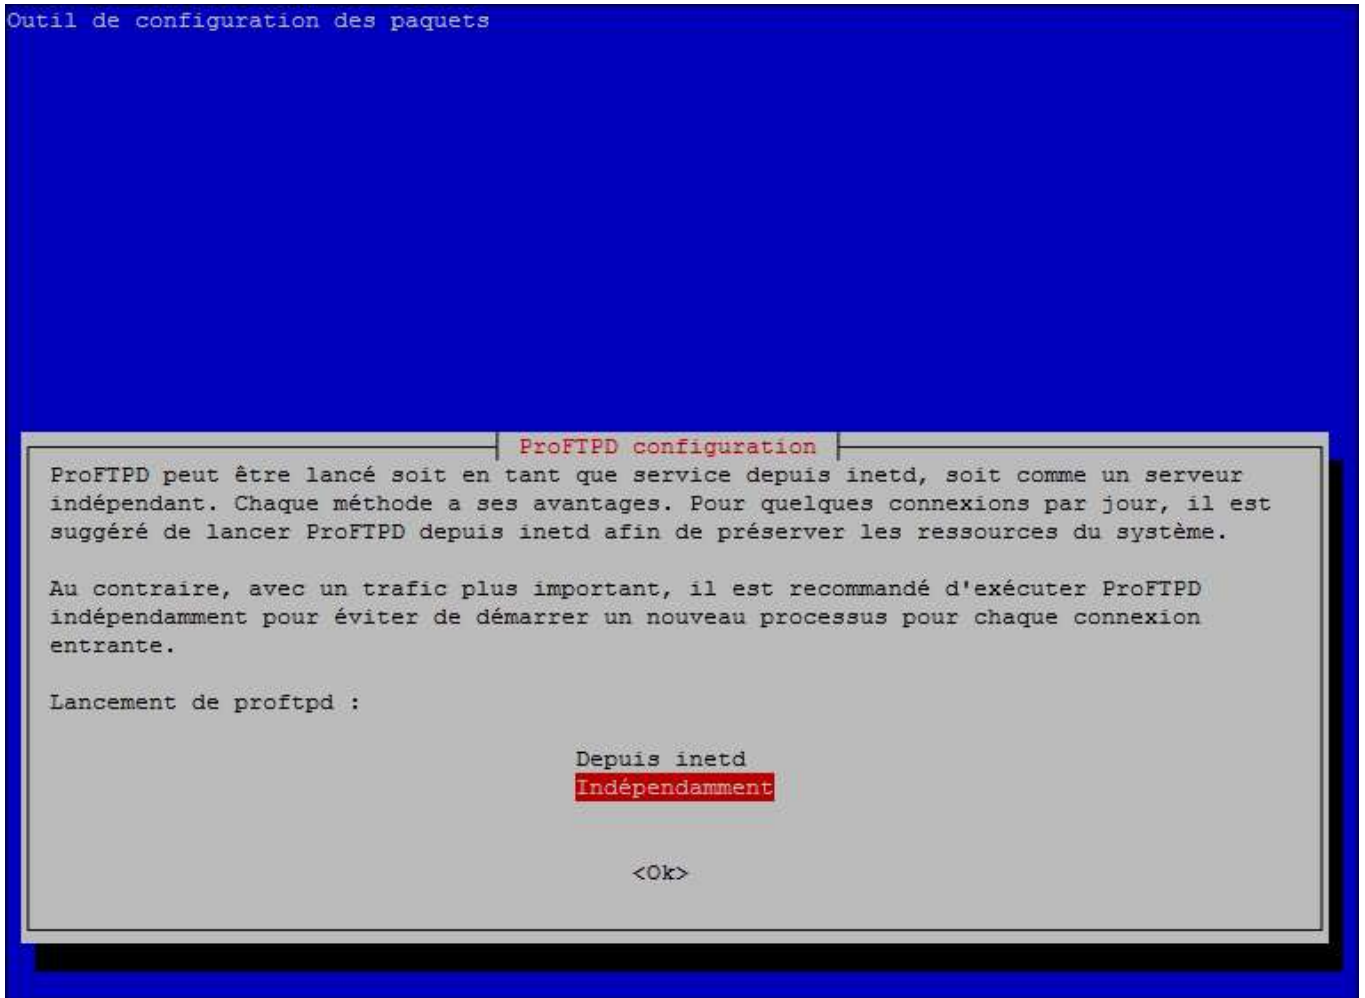 Outil de configuration des paquets
ProFTPD configuration
ProFTPD peut être lancé soit en tant que service depuis inetd, soit comme un serveur
indépendant. Chaque méthode a ses avantages. Pour quelques connexions par jour, il est
suggéré de lancer ProFTPD depuis inetd afin de préserver les ressources du système.
Au contraire, avec un trafic plus important, il est recommandé d'exécuter ProFTPD
indépendamment pour éviter de démarrer un nouveau processus pour chaque connexion
entrante.
Lancement de proftpd :
Depuis inetd
Indépendamment
<Ok>